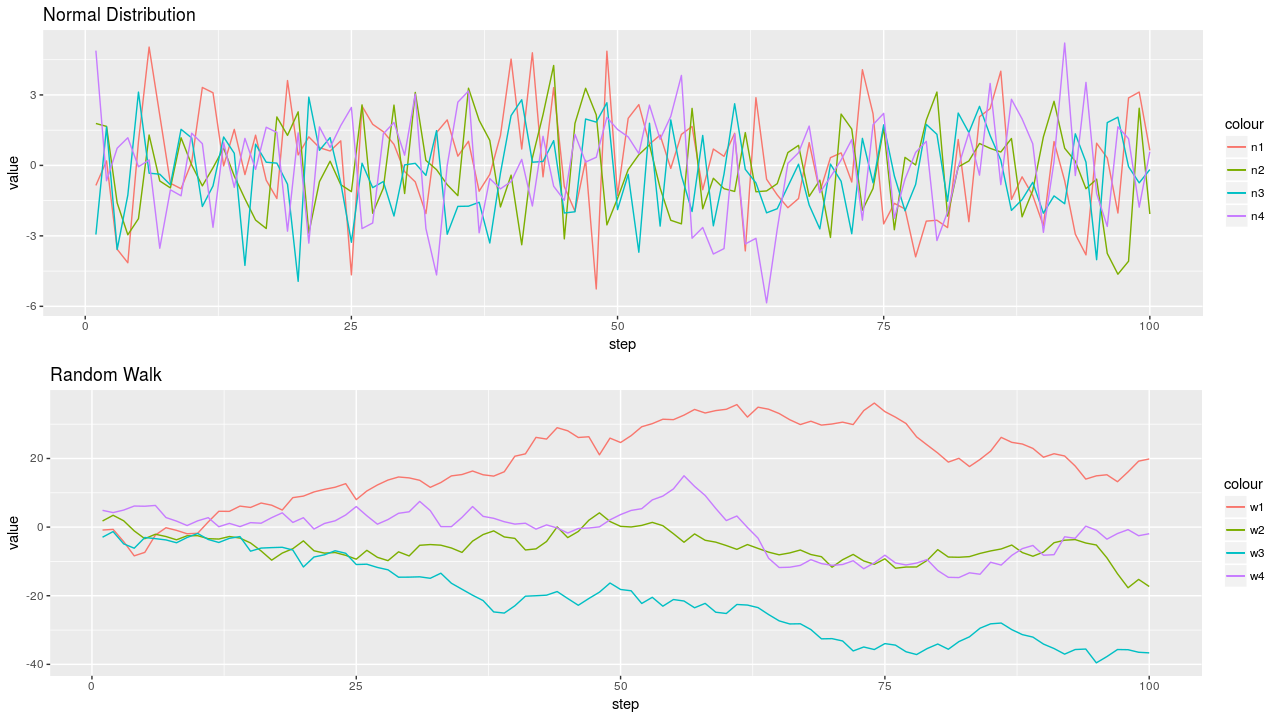 Normal Distribution
3
0
-3
-6
value
0 25 50 75 100
step
colour
n1
n2
n3
n4
Random Walk
20
0
-20
-40
value
0 25 50 75 100
step
colour
w1
w2
w3
w4